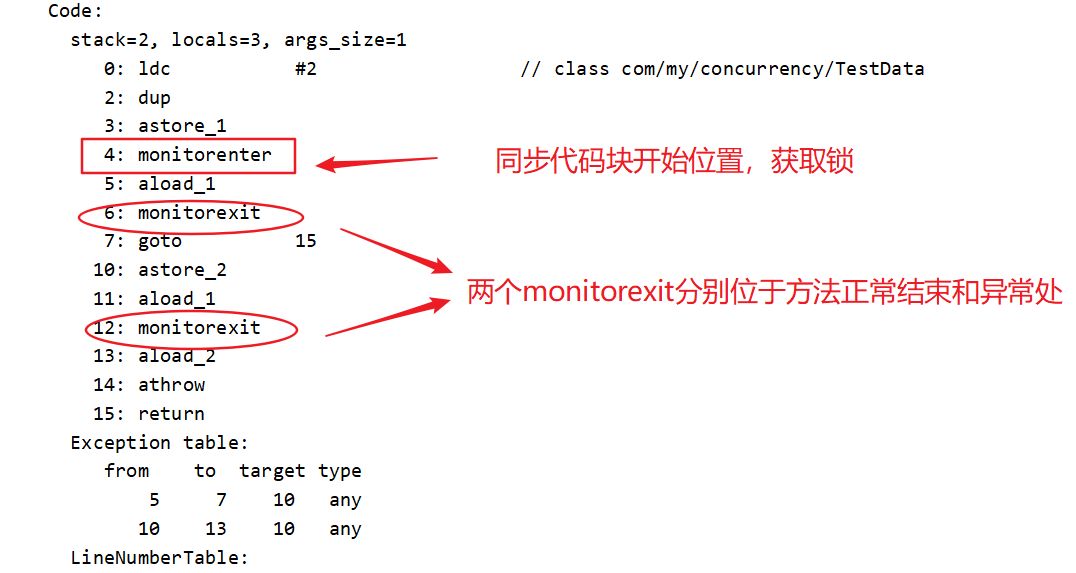 Code:
stack=2, locals=3, args_size=1
0: ldc #2 // class com/my/concurrency/TestData
2: dup
3: astore_1
4: monitorenter
同步代码块开始位置，获取锁
5: aload_1
6: monitorexit
7: goto 15
10: astore_2
11: aload_1
两个monitorexit分别位于方法正常结束和异常处
12: monitorexit
13: aload_2
14: athrow
15: return
Exception table:
from to target type
5 7 10 any
10 13 10 any
LineNumberTable: